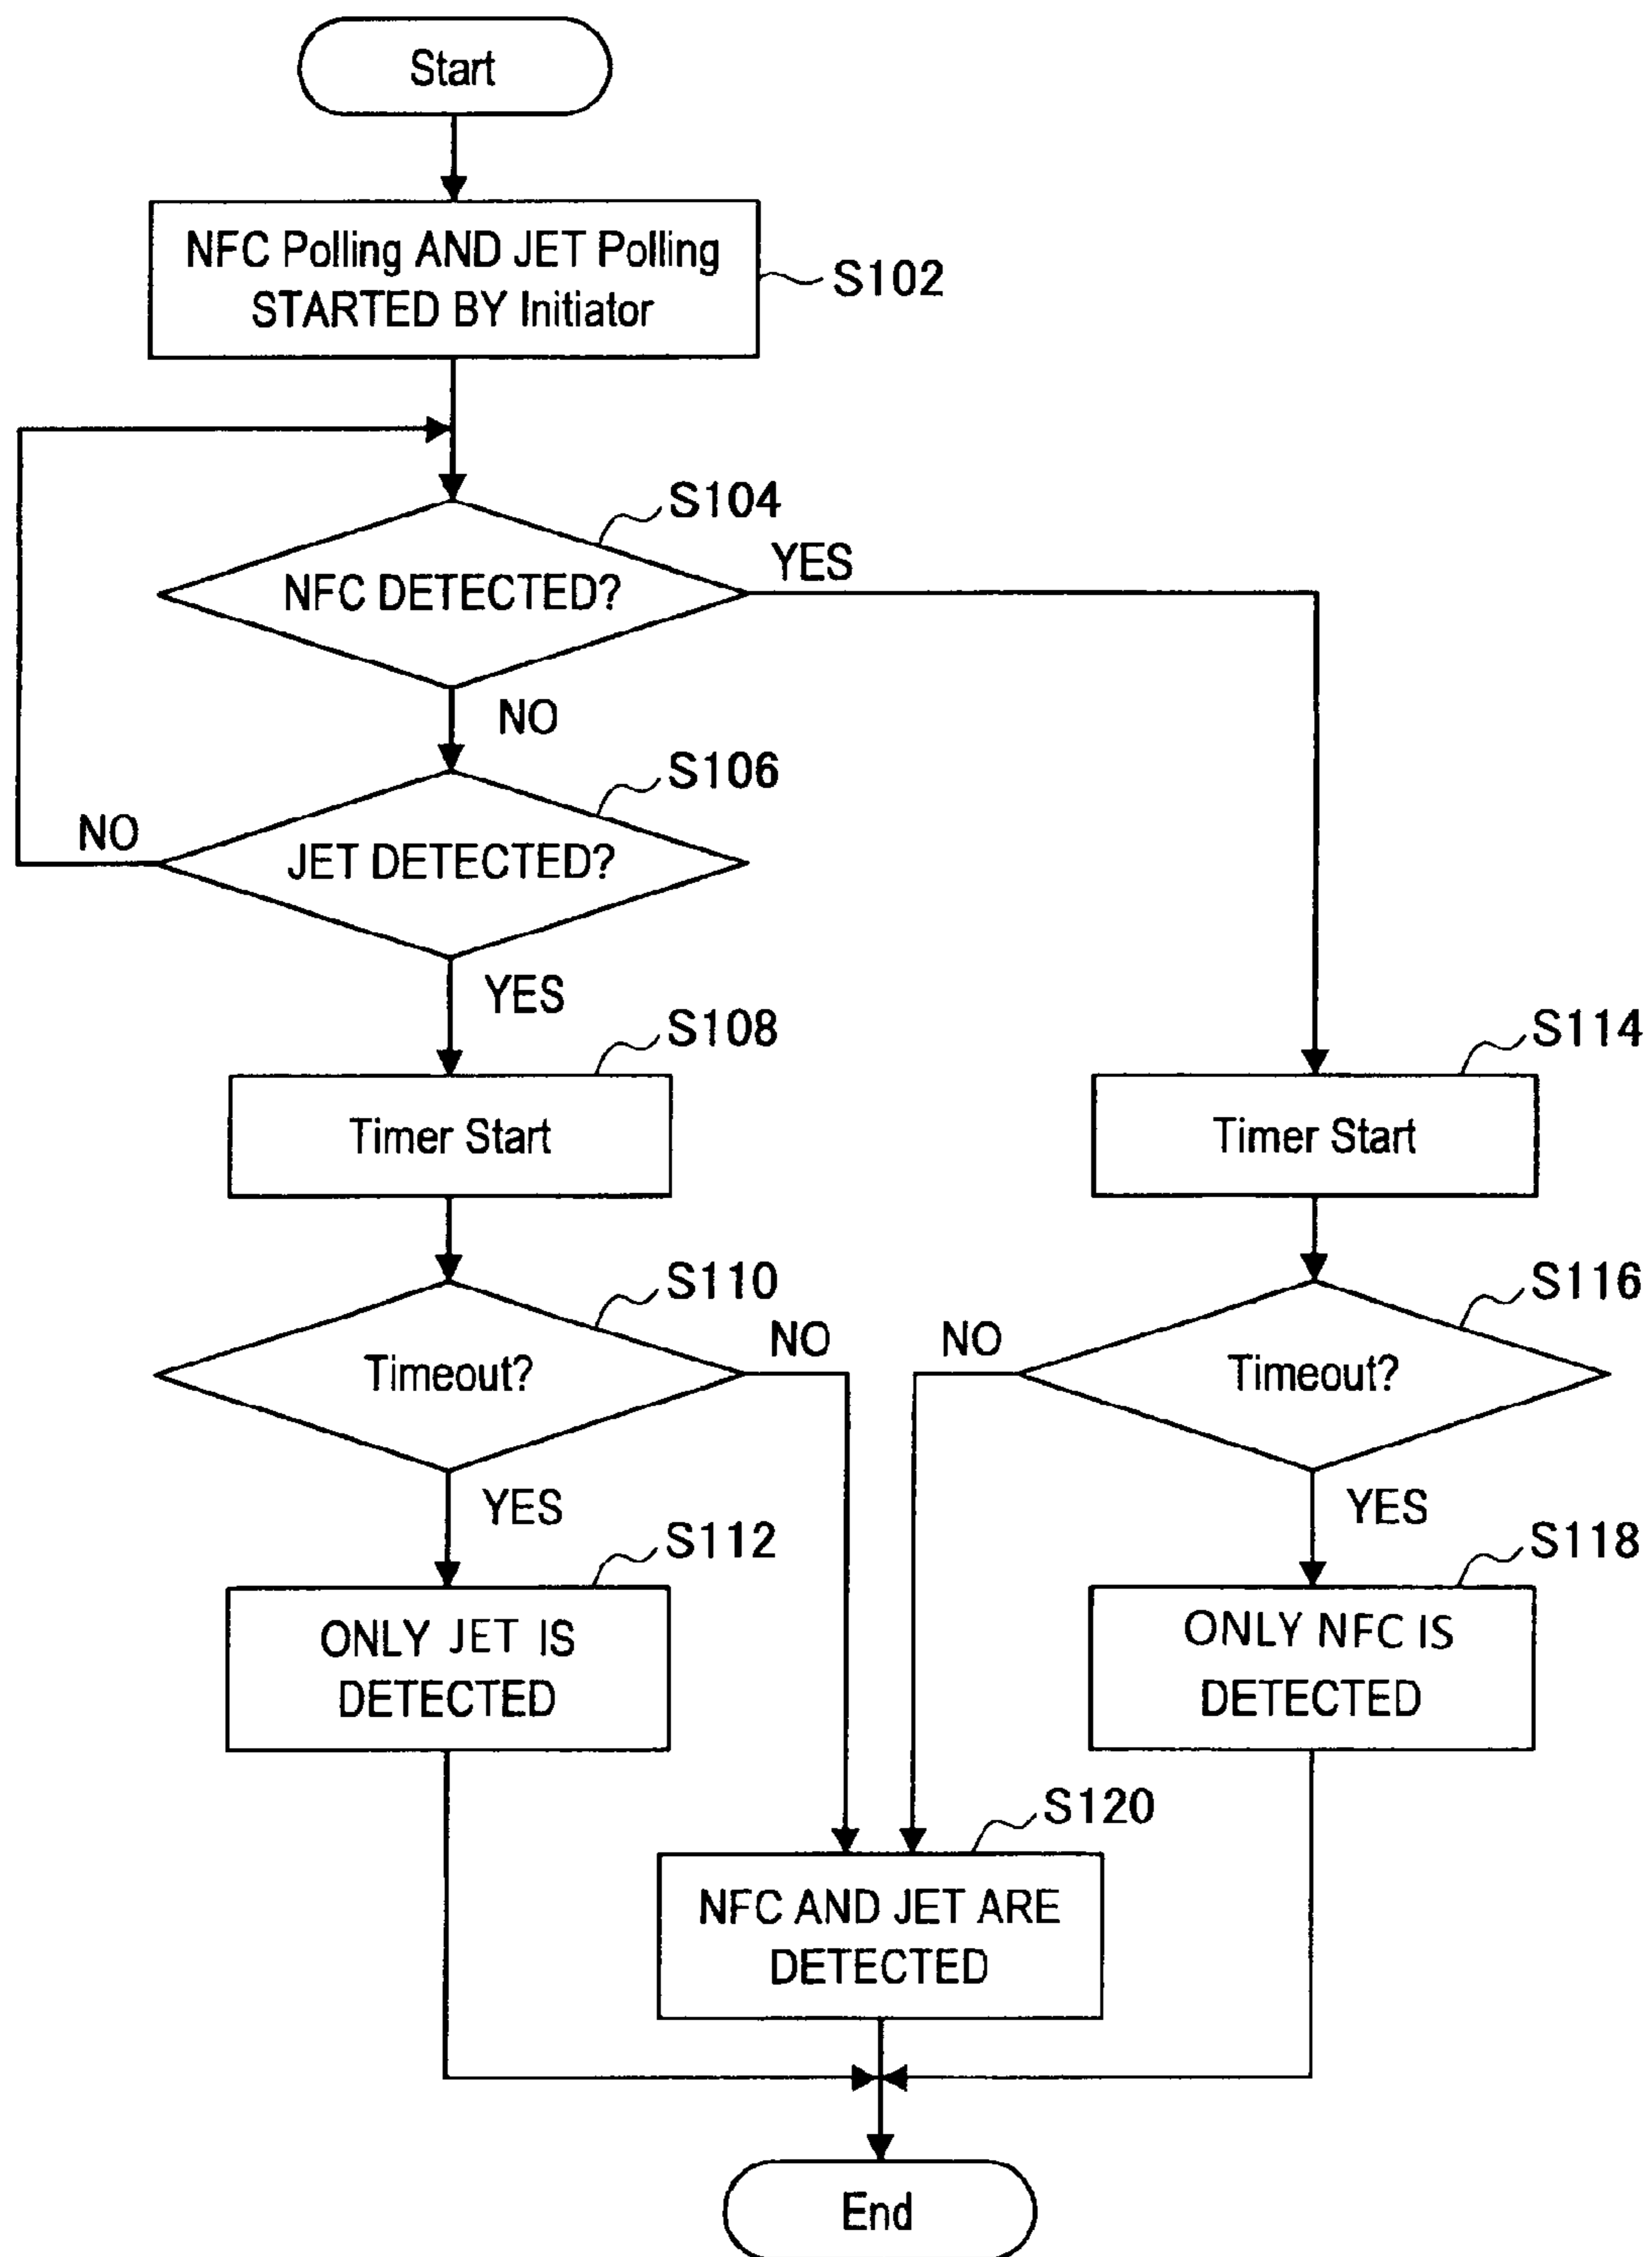 Start
NFC Polling AND JET Polling
STARTED BY Initiator
S102
S104
NFC DETECTED?
YES
NO
S106
JET DETECTED?
NO
YES
S108
Timer Start
S114
Timer Start
S110
Timeout?
NO
YES
S116
Timeout?
NO
YES
S112
ONLY JET IS
DETECTED
S118
ONLY NFC IS
DETECTED
S120
NFC AND JET ARE
DETECTED
End